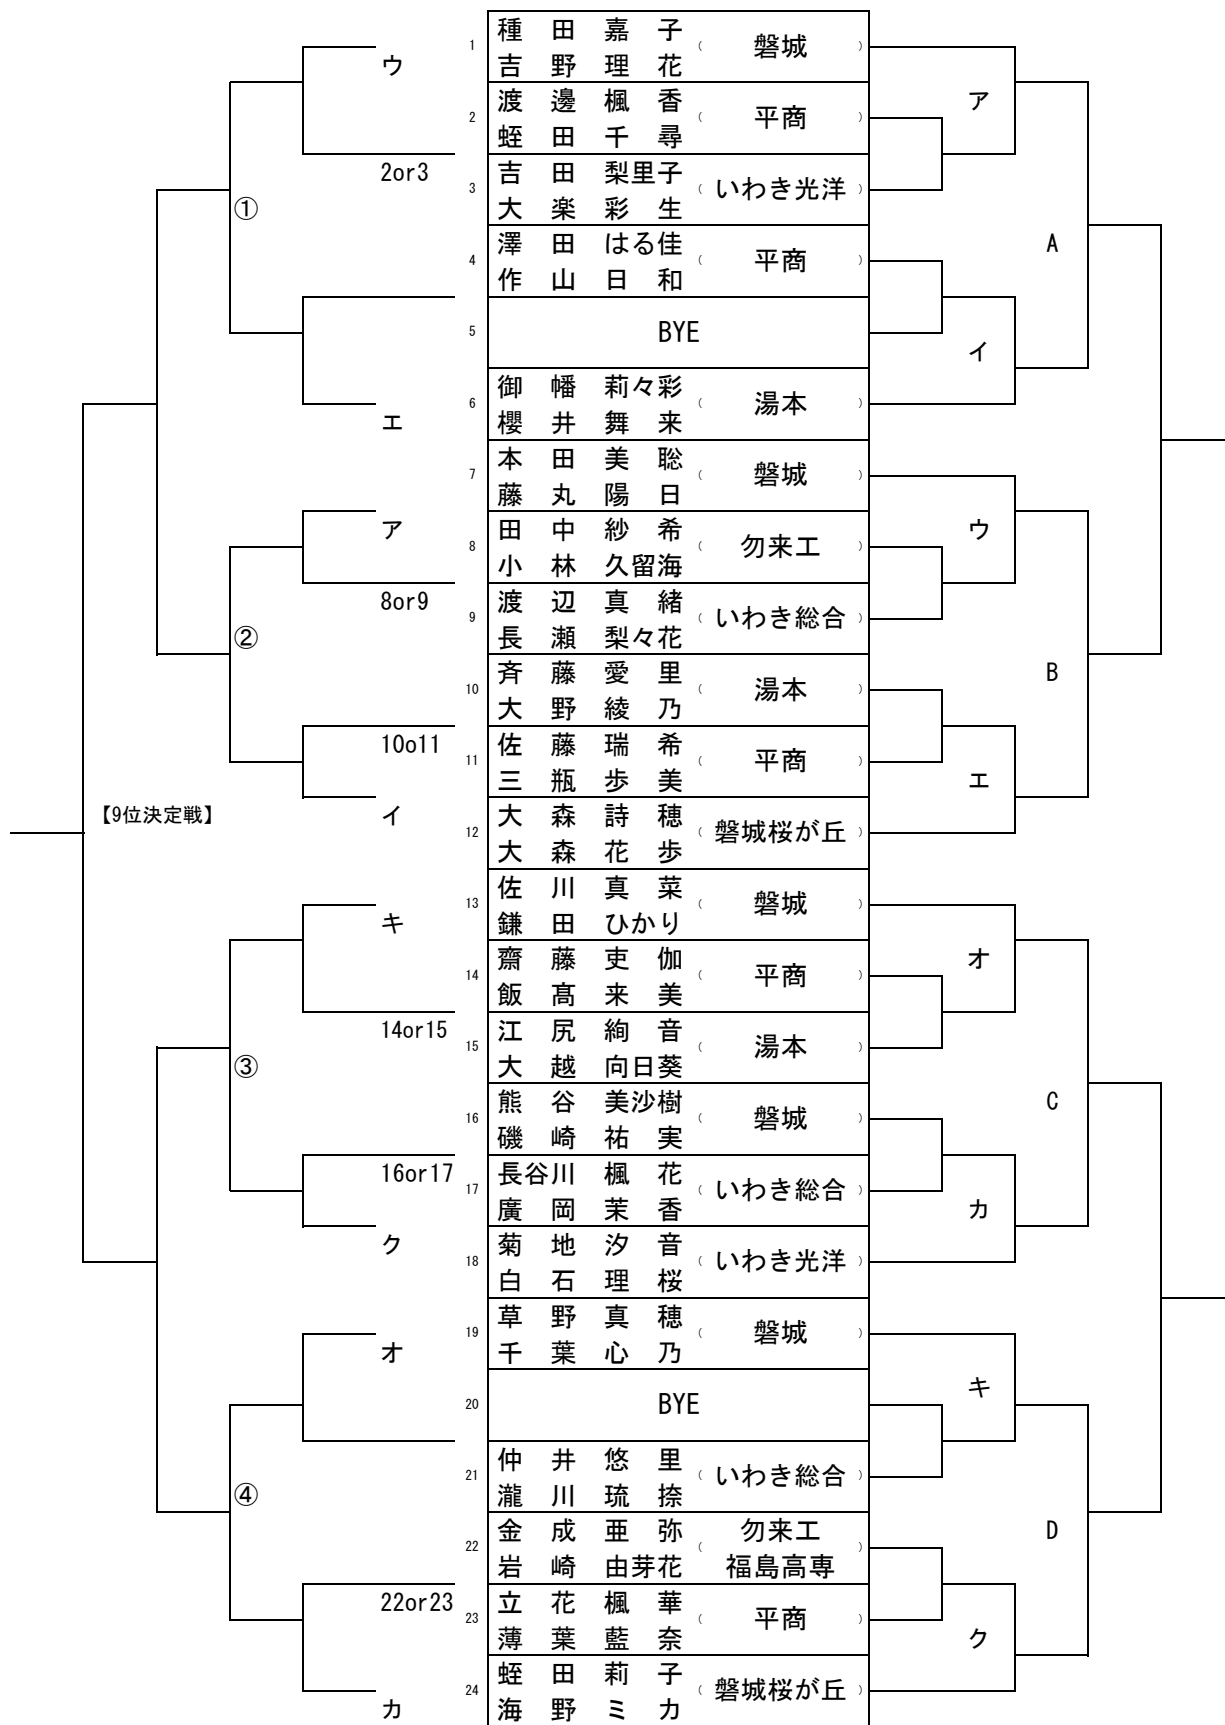 1 種田嘉子 吉野理花 ( 磐城 )
2 渡邊楓香 蛭田千尋 ( 平商 )
3 吉田梨里子 大楽彩生 ( いわき光洋 )
4 澤田はる佳 作山日和 ( 平商 )
5 BYE
6 御幡莉々彩 櫻井舞来 ( 湯本 )
7 本田美聡 藤丸陽日 ( 磐城 )
8 田中紗希 小林久留海 ( 勿来工 )
9 渡辺真緒 長瀬梨々花 ( いわき総合 )
10 斉藤愛里 大野綾乃 ( 湯本 )
11 佐藤瑞希 三瓶歩美 ( 平商 )
12 大森詩穂 大森花歩 ( 磐城桜が丘 )
13 佐川真菜 鎌田ひかり ( 磐城 )
14 齋藤吏伽 飯髙来美 ( 平商 )
15 江尻絢音 大越向日葵 ( 湯本 )
16 熊谷美沙樹 磯崎祐実 ( 磐城 )
17 長谷川楓花 廣岡茉香 ( いわき総合 )
18 菊地汐音 白石理桜 ( いわき光洋 )
19 草野真穂 千葉心乃 ( 磐城 )
20 BYE
21 仲井悠里 瀧川琉捺 ( いわき総合 )
22 金成亜弥 岩崎由芽花 ( 勿来工 福島高専 )
23 立花楓華 薄葉藍奈 ( 平商 )
24 蛭田莉子 海野ミカ ( 磐城桜が丘 )
ウ
2or3
①
エ
ア
8or9
②
10o11
イ
【9位決定戦】
キ
14or15
③
16or17
ク
オ
④
22or23
カ
ア
A
イ
ウ
B
エ
オ
C
カ
キ
D
ク